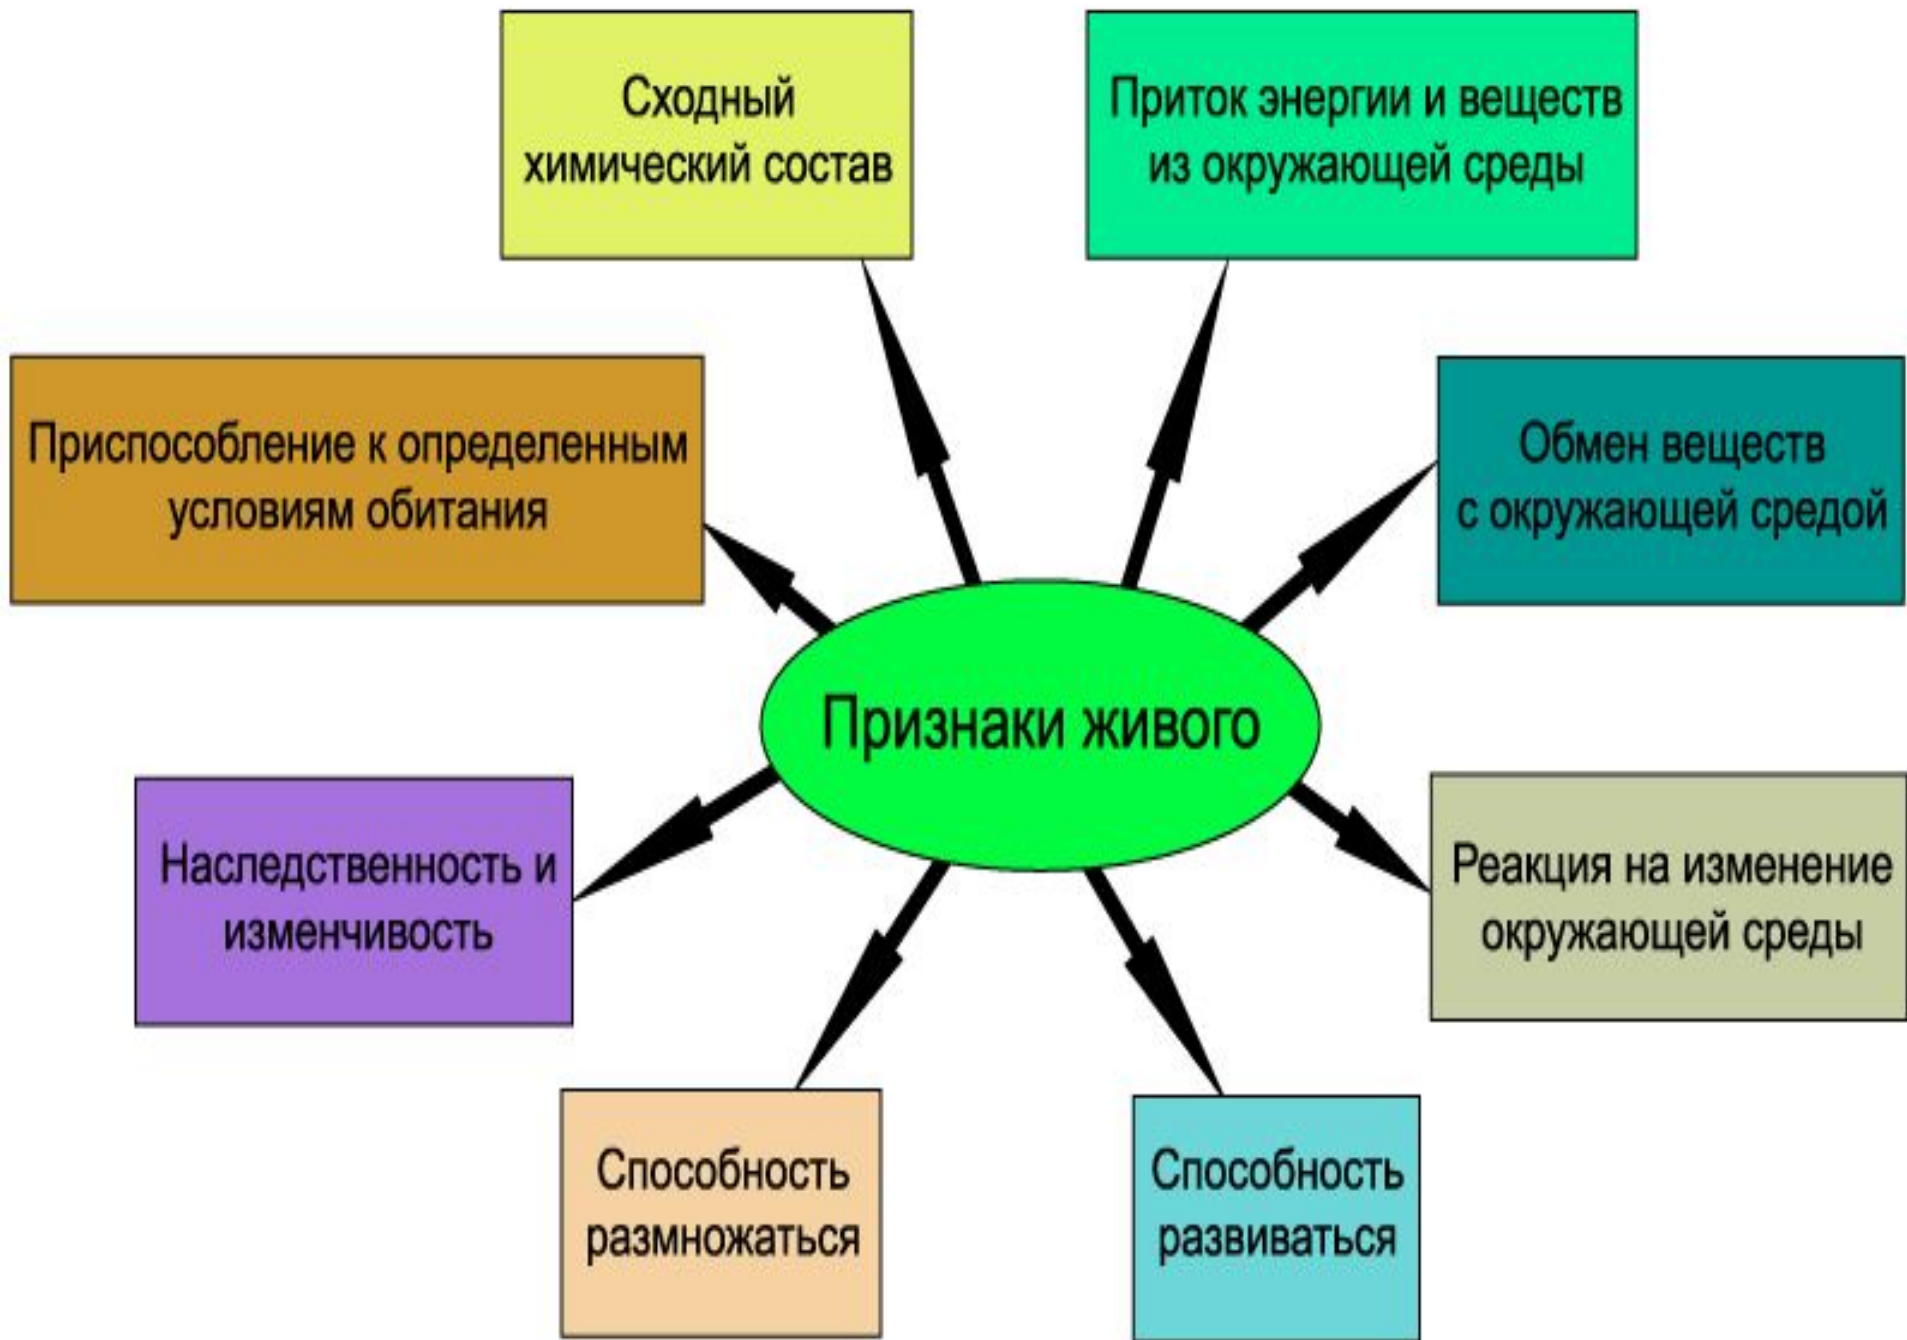 Сходный
химический состав
Приток энергии и веществ
из окружающей среды
Приспособление к определенным
условиям обитания
Обмен веществ
с окружающей средой
Признаки живого
Наследственность и
изменчивость
Реакция на изменение
окружающей среды
Способность
размножаться
Способность
развиваться